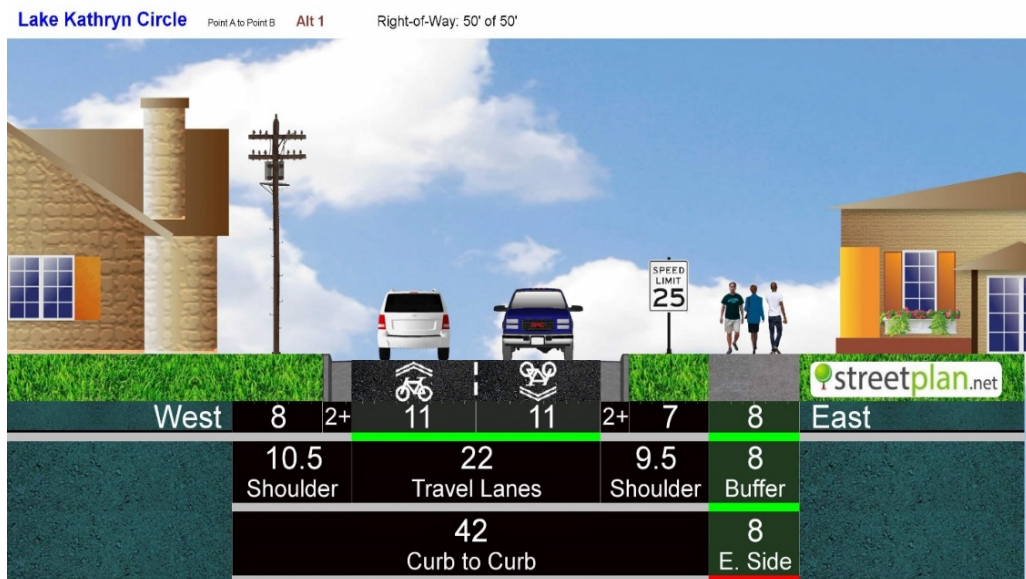 Lake Kathryn Circle Point A to Point B Alt 1 Right-of-Way: 50' of 50'
SPEED
LIMIT
25
streetplan.net
West 8 2+ 11 11 2+ 7 8 East
10.5 22 9.5 8
Shoulder Travel Lanes Shoulder Buffer
42 8
Curb to Curb E. Side